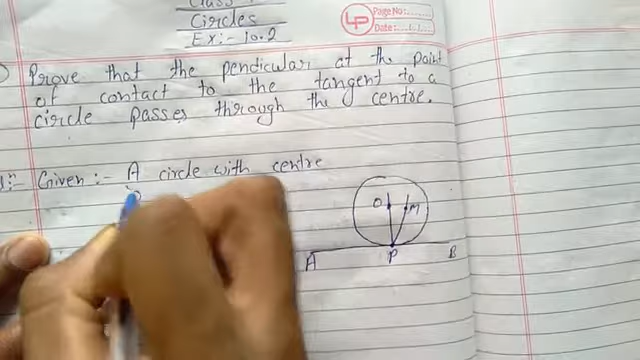 Circles
Ex:- 10.2
LP
Page No:
Date:
Prove that the pendicular at the point
of contact to the tangent to a
circle passes through the centre.
Given :- A circle with centre
O M
A P B